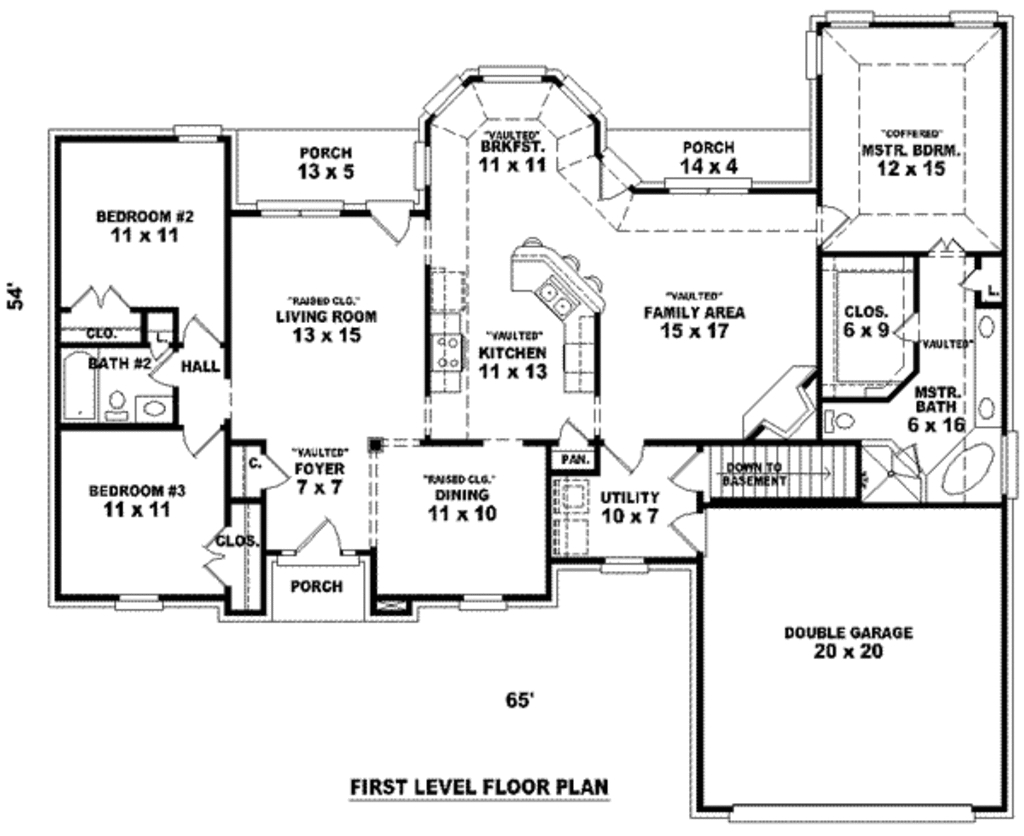 "COFFERED"
MSTR. BDRM.
12 x 15
"VAULTED"
BRKFST.
11 x 11
PORCH
13 x 5
PORCH
14 x 4
BEDROOM #2
11 x 11
54'
"RAISED CLG."
LIVING ROOM
13 x 15
"VAULTED"
FAMILY AREA
15 x 17
CLOS.
6 x 9
L.
CLO.
L.
"VAULTED"
KITCHEN
11 x 13
"VAULTED"
BATH #2
HALL
MSTR.
BATH
6 x 16
"VAULTED"
FOYER
7 x 7
C.
PAN.
DOWN TO
BASEMENT
BEDROOM #3
11 x 11
"RAISED CLG."
DINING
11 x 10
UTILITY
10 x 7
CLOS.
PORCH
DOUBLE GARAGE
20 x 20
65'
FIRST LEVEL FLOOR PLAN